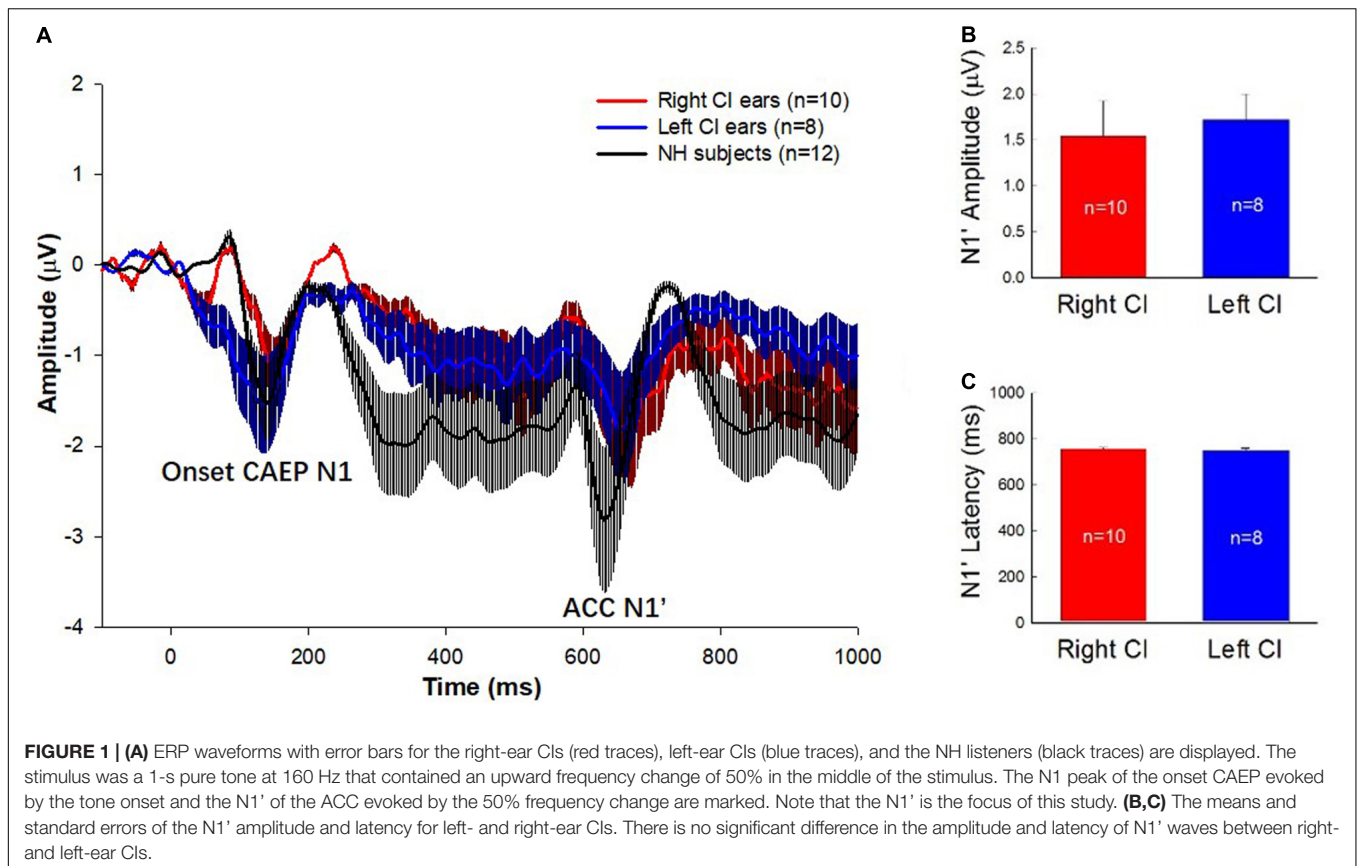 A
2
1
0
-1
-2
-3
-4
Amplitude (µV)
Right CI ears (n=10)
Left CI ears (n=8)
NH subjects (n=12)
Onset CAEP N1
ACC N1’
0 200 400 600 800 1000
Time (ms)
B
2.5
2.0
1.5
1.0
0.5
0.0
N1' Amplitude (µV)
n=10
n=8
Right CI Left CI
C
1000
800
600
400
200
0
N1' Latency (ms)
n=10
n=8
Right CI Left CI
FIGURE 1 | (A) ERP waveforms with error bars for the right-ear CIs (red traces), left-ear CIs (blue traces), and the NH listeners (black traces) are displayed. The
stimulus was a 1-s pure tone at 160 Hz that contained an upward frequency change of 50% in the middle of the stimulus. The N1 peak of the onset CAEP evoked
by the tone onset and the N1’ of the ACC evoked by the 50% frequency change are marked. Note that the N1’ is the focus of this study. (B,C) The means and
standard errors of the N1’ amplitude and latency for left- and right-ear CIs. There is no significant difference in the amplitude and latency of N1’ waves between right-
and left-ear CIs.